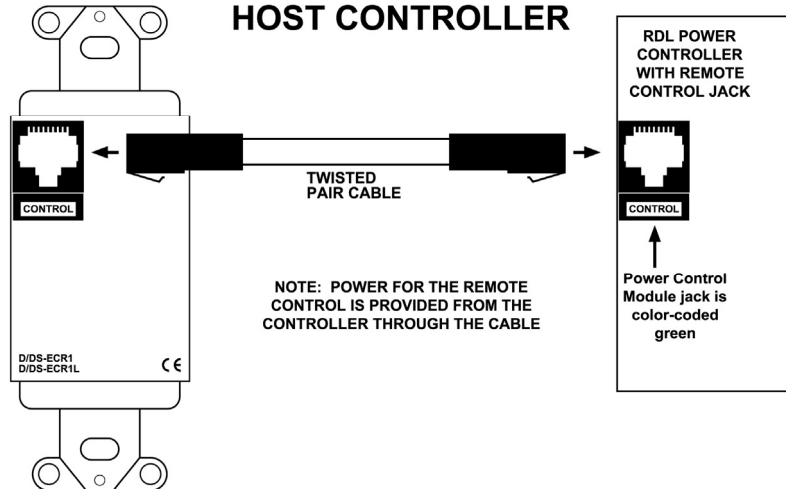 HOST CONTROLLER
RDL POWER
CONTROLLER
WITH REMOTE
CONTROL JACK
CONTROL
TWISTED
PAIR CABLE
CONTROL
NOTE: POWER FOR THE REMOTE
CONTROL IS PROVIDED FROM THE
CONTROLLER THROUGH THE CABLE
Power Control
Module jack is
color-coded
green
D/DS-ECR1
D/DS-ECR1L
CE